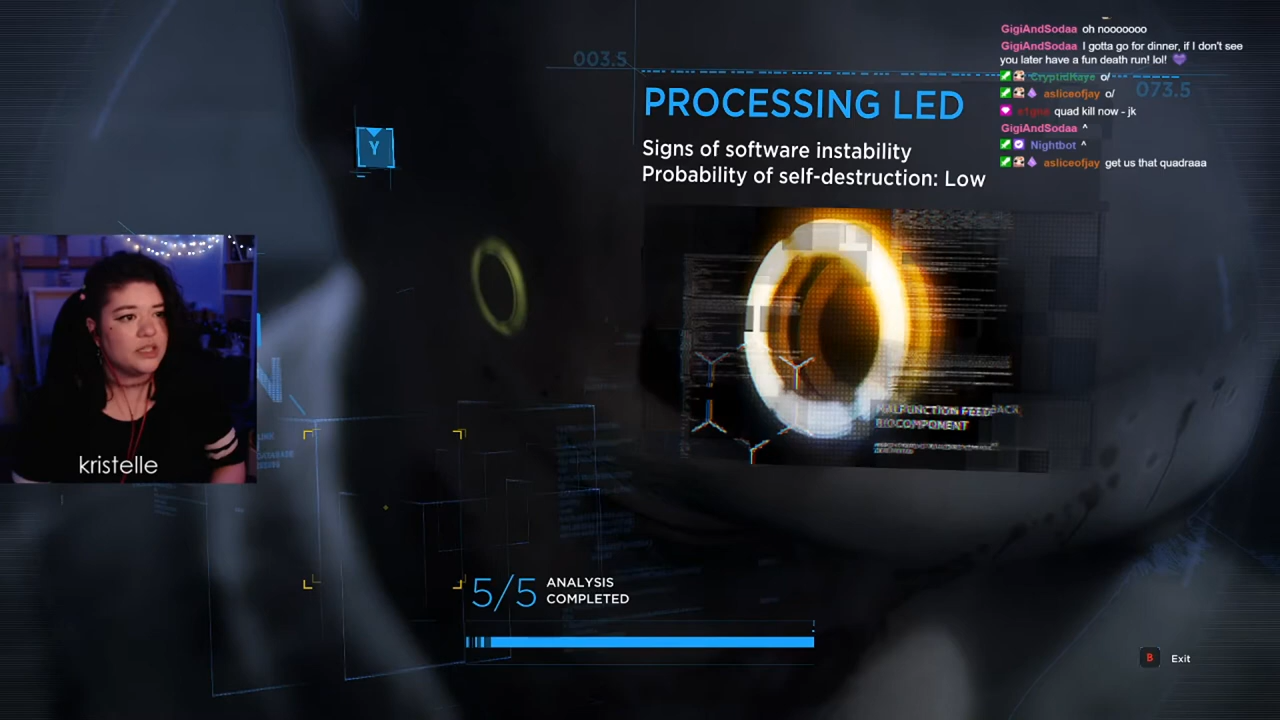 003.5
PROCESSING LED
073.5
Signs of software instability
Probability of self-destruction: Low
Y
GigiAndSodaa oh nooooooo
GigiAndSodaa I gotta go for dinner, if I don't see
you later have a fun death run! lol!
CryptidKaye o/
asliceofjay o/
quad kill now - jk
GigiAndSodaa ^
Nightbot ^
asliceofjay get us that quadraaa
kristelle
MALFUNCTION FEEDBACK
BIOCOMPONENT
5/5 ANALYSIS
COMPLETED
B Exit